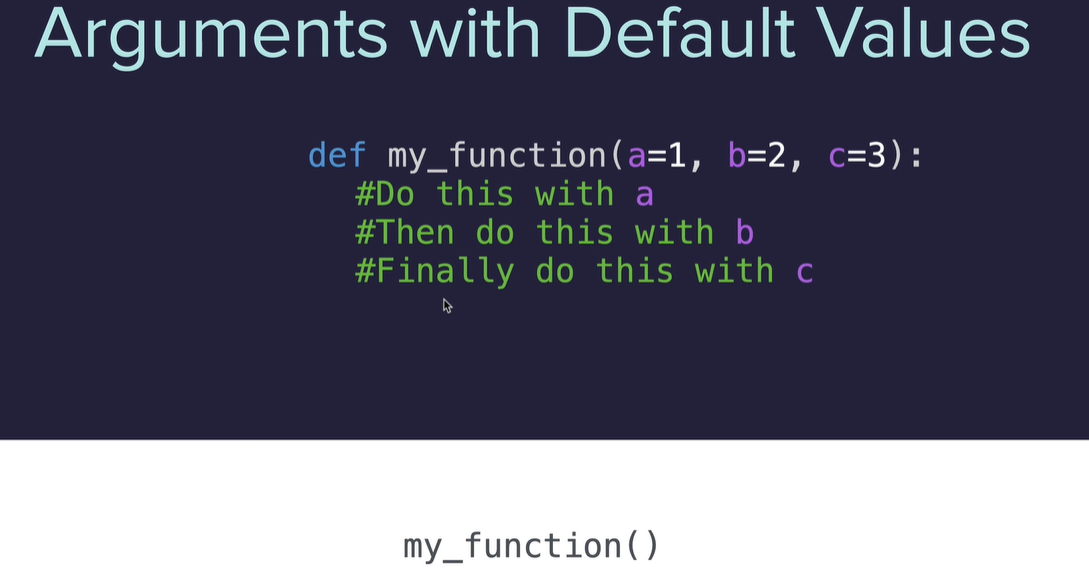 Arguments with Default Values
def my_function(a=1, b=2, c=3):
#Do this with a
#Then do this with b
#Finally do this with c
my_function()